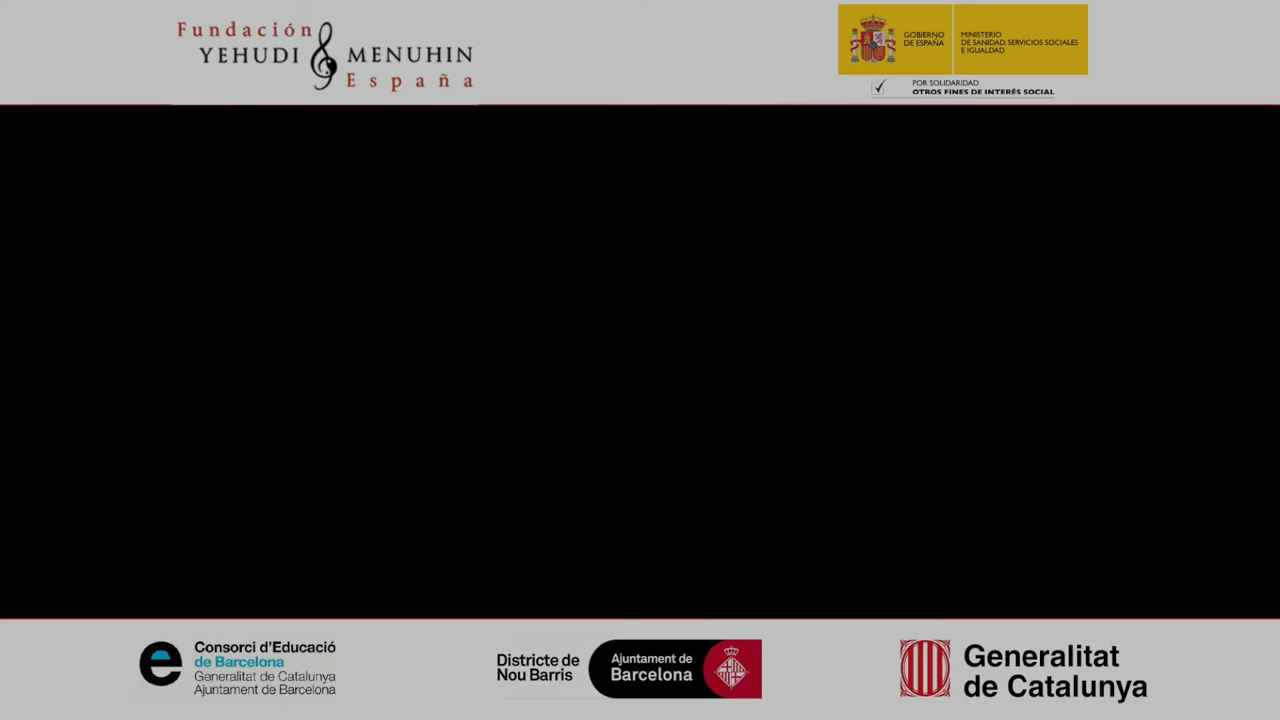 Fundación
YEHUDI MENUHIN
España
GOBIERNO
DE ESPAÑA
MINISTERIO
DE SANIDAD, SERVICIOS SOCIALES
E IGUALDAD
POR SOLIDARIDAD
OTROS FINES DE INTERÉS SOCIAL
Consorci d'Educació
de Barcelona
Generalitat de Catalunya
Ajuntament de Barcelona
Districte de
Nou Barris
Ajuntament de
Barcelona
Generalitat
de Catalunya